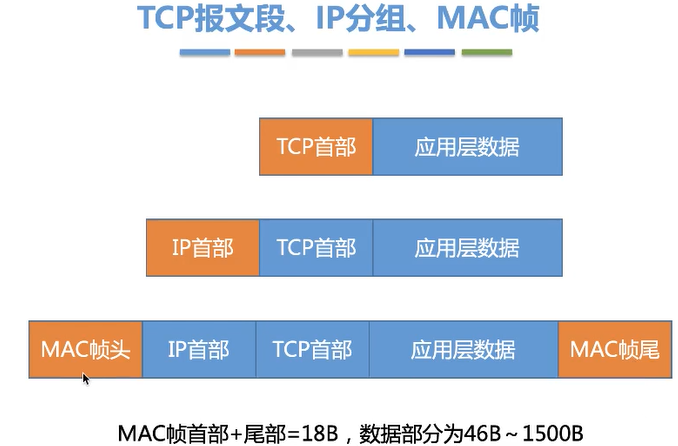 TCP报文段、IP分组、MAC帧
TCP首部 应用层数据
IP首部 TCP首部 应用层数据
MAC帧头 IP首部 TCP首部 应用层数据 MAC帧尾
MAC帧首部+尾部=18B，数据部分为46B～1500B